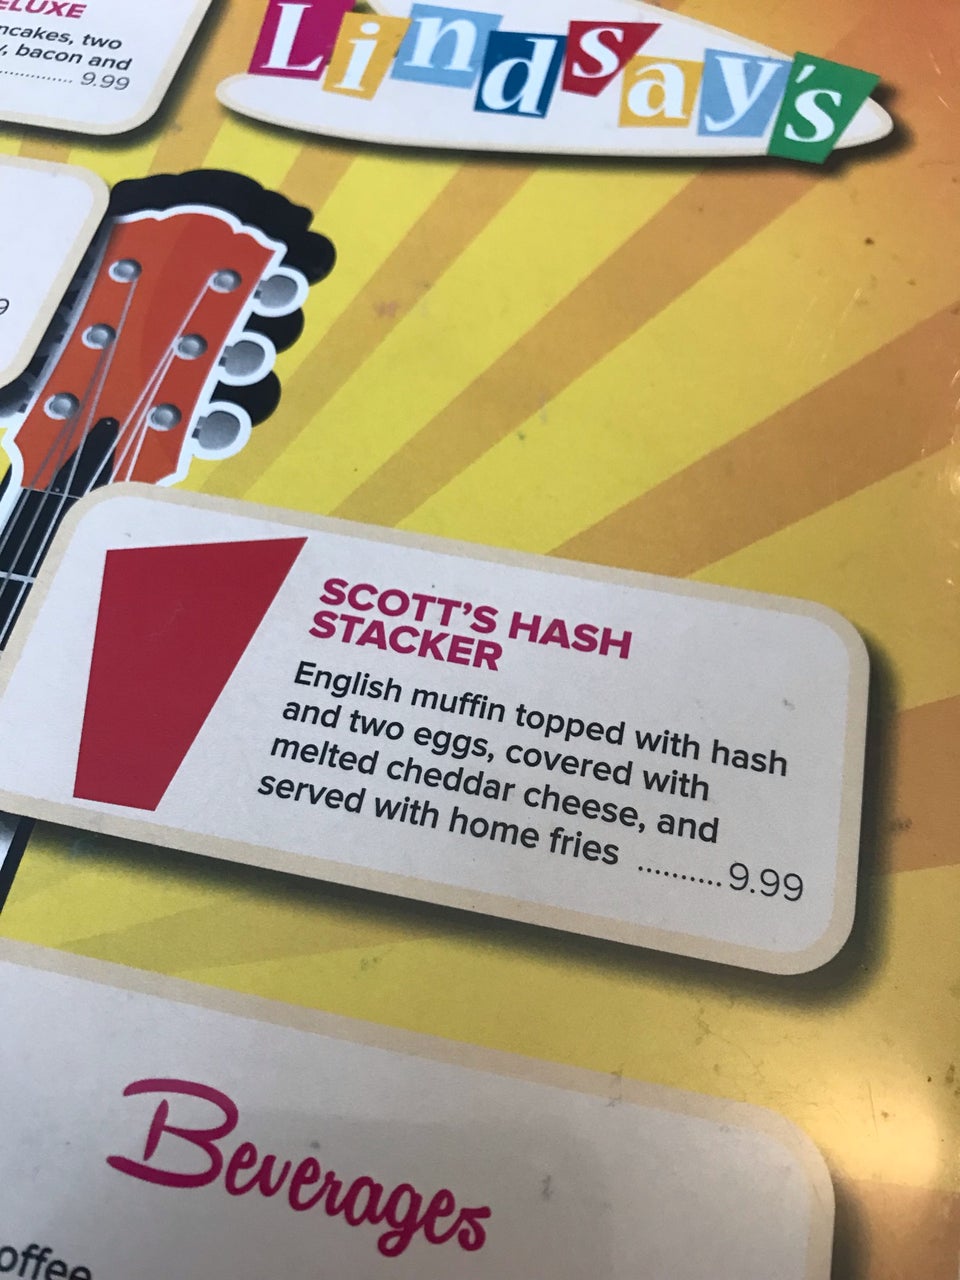 ELUXE
ncakes, two
, bacon and
............... 9.99
Lindsay's
9
SCOTT'S HASH
STACKER
English muffin topped with hash
and two eggs, covered with
melted cheddar cheese, and
served with home fries ..........9.99
Beverages
offee